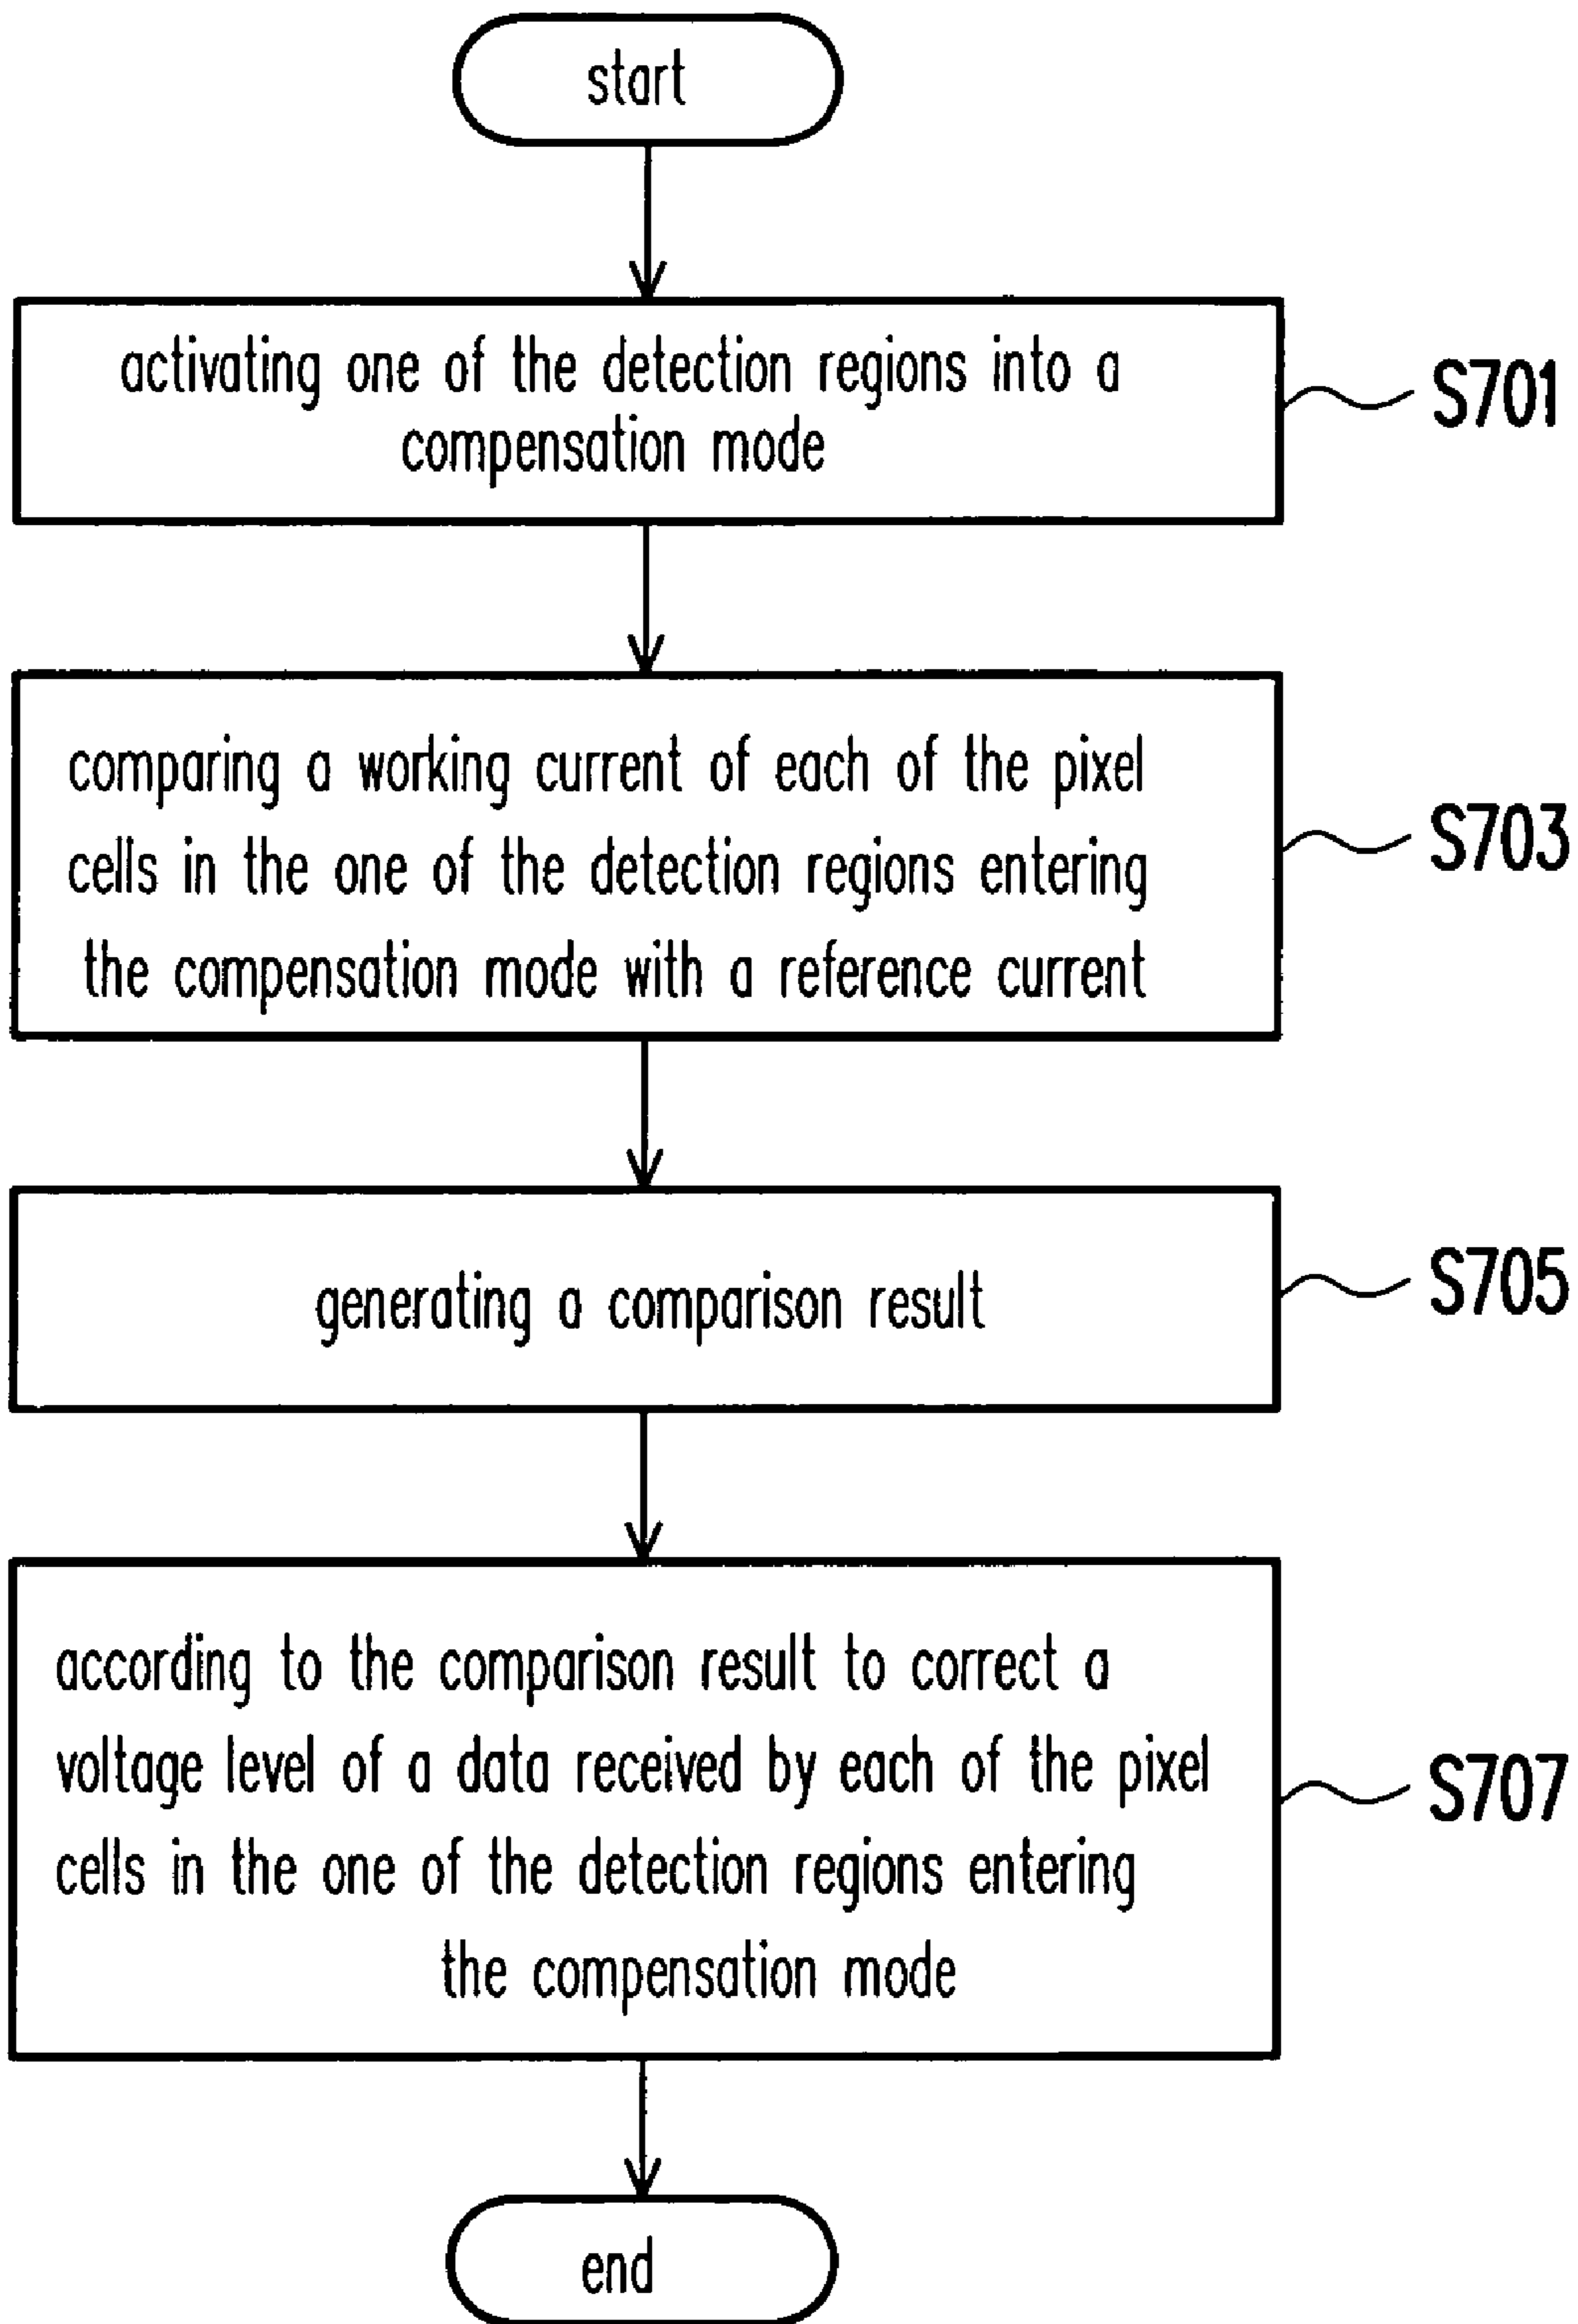 start
activating one of the detection regions into a
compensation mode
S701
comparing a working current of each of the pixel
cells in the one of the detection regions entering
the compensation mode with a reference current
S703
generating a comparison result
S705
according to the comparison result to correct a
voltage level of a data received by each of the pixel
cells in the one of the detection regions entering
the compensation mode
S707
end